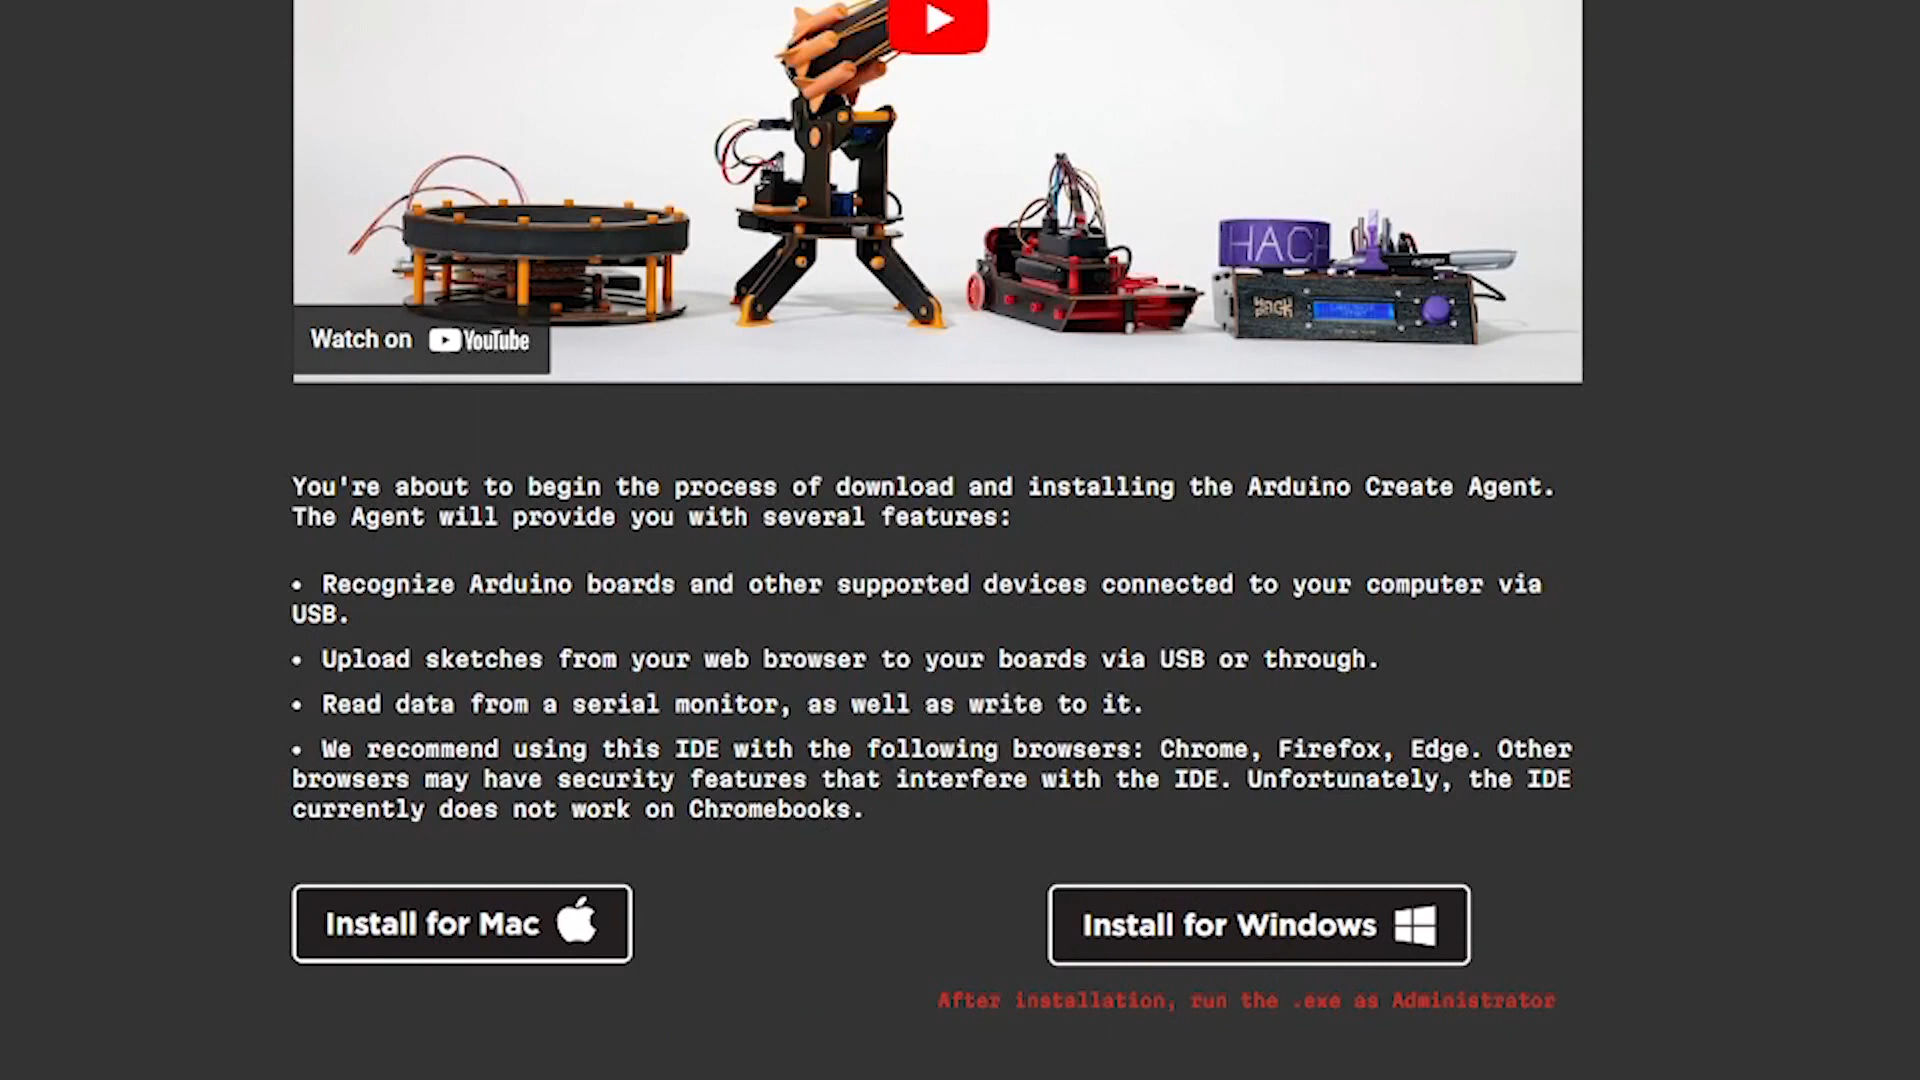 HACK
HACK
PACK
Watch on YouTube
You're about to begin the process of download and installing the Arduino Create Agent.
The Agent will provide you with several features:
• Recognize Arduino boards and other supported devices connected to your computer via
USB.
• Upload sketches from your web browser to your boards via USB or through.
• Read data from a serial monitor, as well as write to it.
• We recommend using this IDE with the following browsers: Chrome, Firefox, Edge. Other
browsers may have security features that interfere with the IDE. Unfortunately, the IDE
currently does not work on Chromebooks.
Install for Mac
Install for Windows
After installation, run the .exe as Administrator